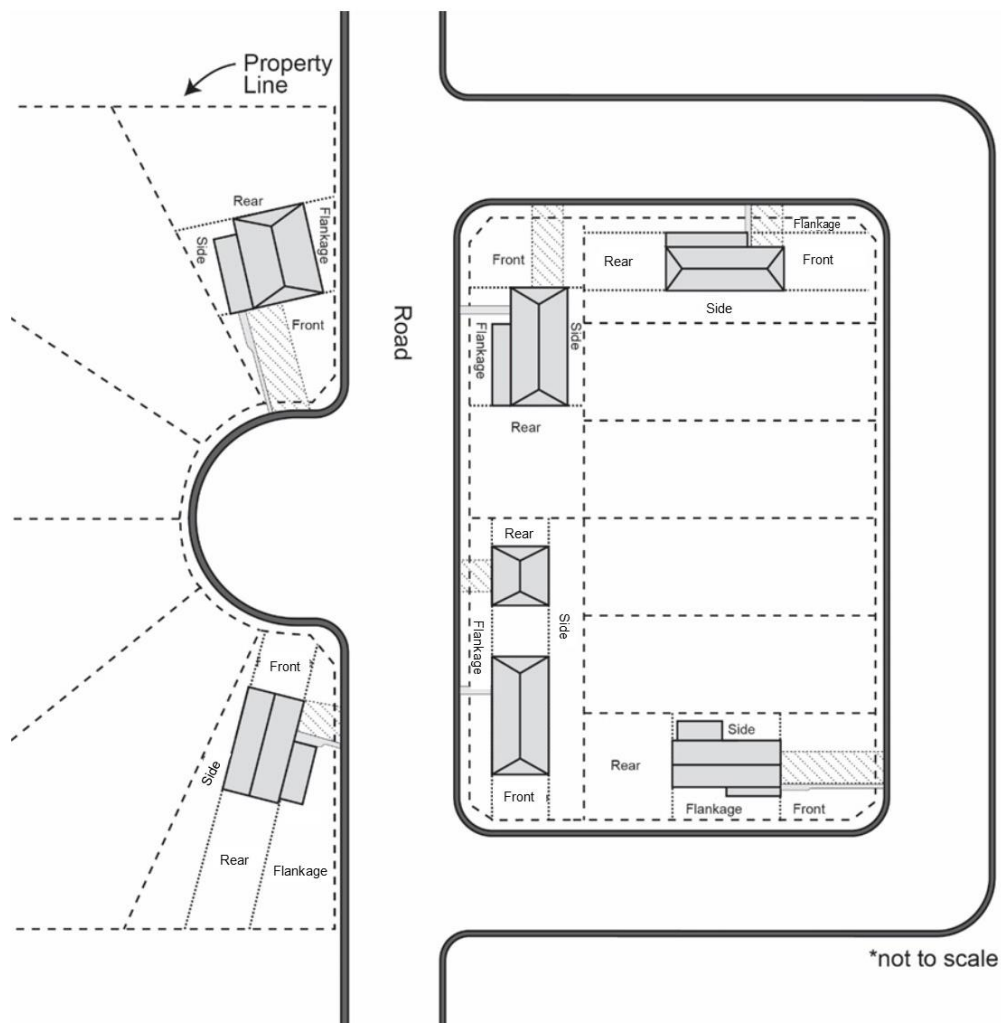 Property
Line
Rear
Flankage
Side
Front
Road
Flankage
Front
Rear
Front
Side
Flankage
Side
Rear
Rear
Flankage
Side
Front
Front
Side
Rear
Flankage
Side
Rear
Flankage
Front
*not to scale